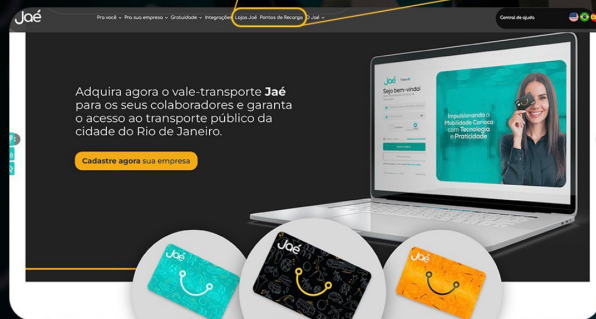 Jaé
Pra você Pra sua empresa Gratuidade Integrações Lojas Jaé Pontos de Recarga O Jaé
Central de ajuda
Adquira agora o vale-transporte Jaé
para os seus colaboradores e garanta
o acesso ao transporte público da
cidade do Rio de Janeiro.
Cadastre agora sua empresa
Jaé
Seja bem-vindo!
Impulsionando a
Mobilidade Carioca
com Tecnologia
e Praticidade
Jaé
Jaé
Jaé